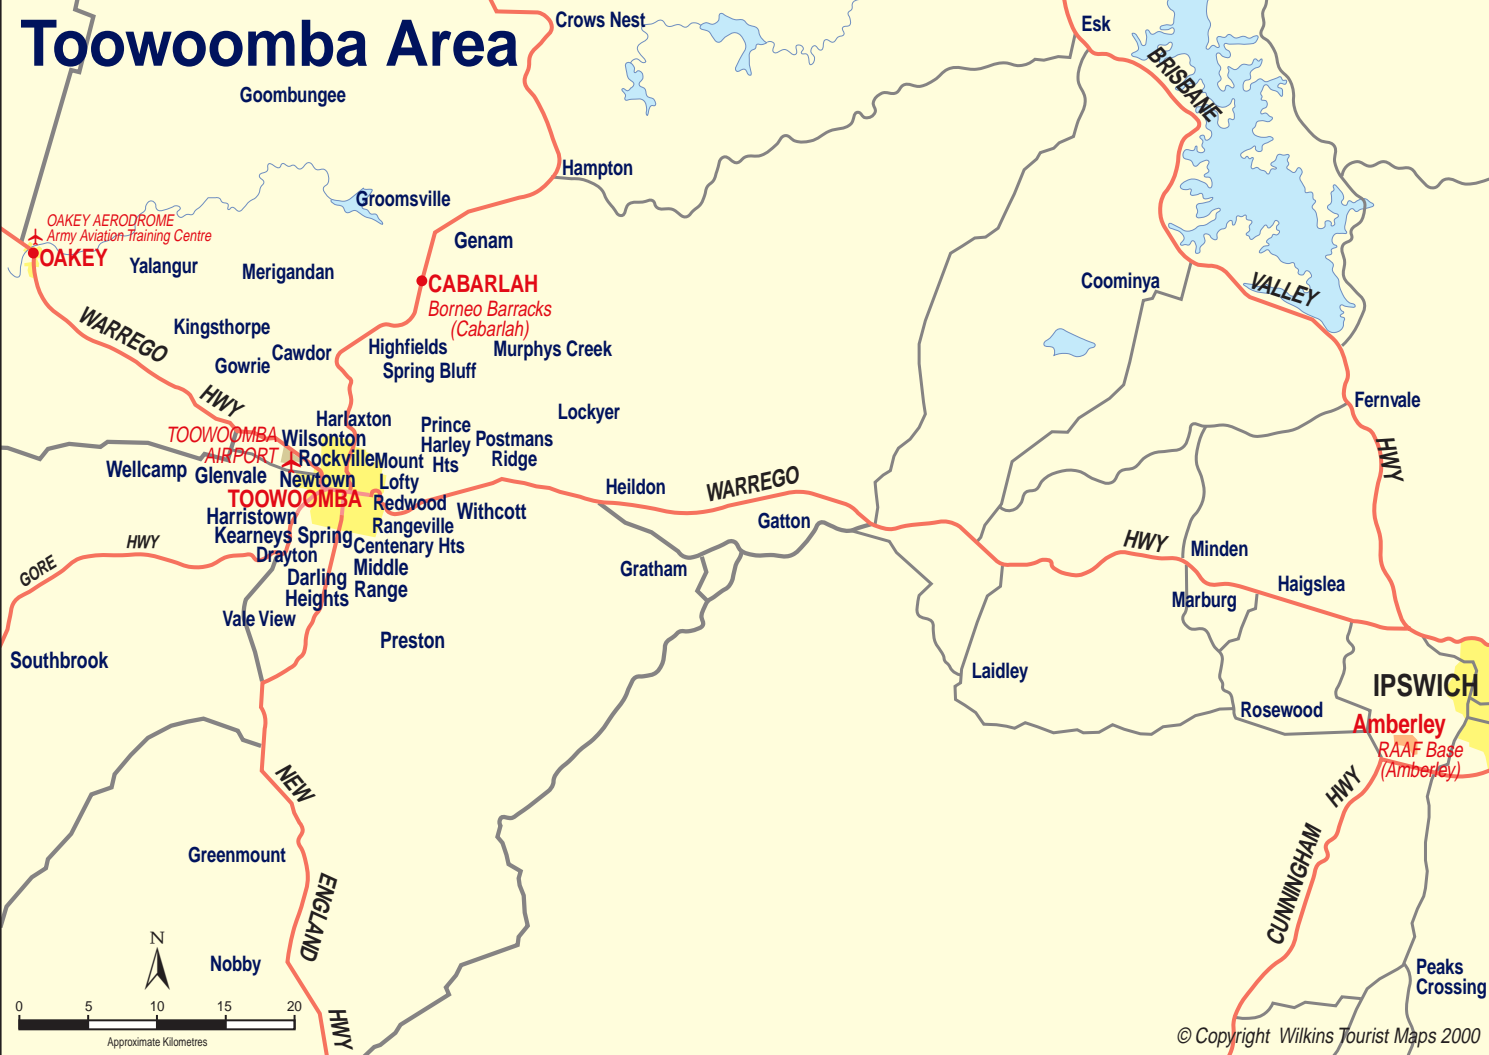 Toowoomba Area
Crows Nest
Esk
BRISBANE
Goombungee
Hampton
Groomsville
OAKEY AERODROME
Army Aviation Training Centre
OAKEY
Genam
Yalangur
Merigandan
CABARLAH
Borneo Barracks
(Cabarlah)
Coominya
VALLEY
WARREGO
Kingsthorpe
Cawdor
Gowrie
Highfields
Spring Bluff
Murphys Creek
HWY
Fernvale
Lockyer
Harlaxton
Prince
Harley
Hts
Postmans
Ridge
TOOWOOMBA
AIRPORT
Wilsonton
Rockville
Mount
Lofty
HWY
Wellcamp
Glenvale
Newtown
TOOWOOMBA
Redwood
Heildon
WARREGO
Harristown
Rangeville
Withcott
Gatton
Kearneys Spring
Centenary Hts
HWY
GORE
HWY
Minden
Drayton
Middle
Range
Gratham
Darling
Heights
Haigslea
Marburg
Vale View
Preston
Southbrook
Laidley
IPSWICH
Rosewood
Amberley
RAAF Base
(Amberley)
NEW
HWY
CUNNINGHAM
Greenmount
ENGLAND
N
Nobby
Peaks
Crossing
0 5 10 15 20
Approximate Kilometres
HWY
© Copyright Wilkins Tourist Maps 2000